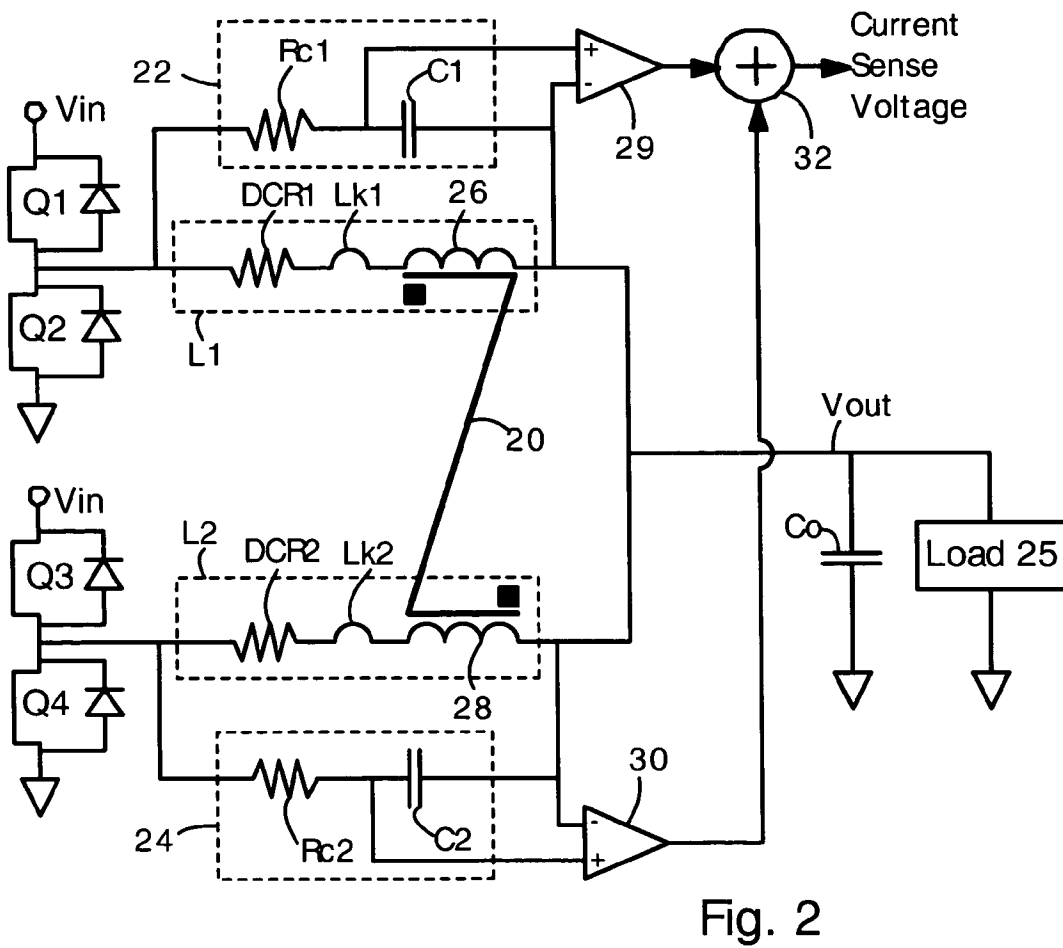 Current
Sense
Voltage
Rc1
22
C1
+
-
29
+
32
Vin
Q1
DCR1
Lk1
26
Q2
L1
20
Vout
Vin
Q3
L2
DCR2
Lk2
Co
Load 25
Q4
28
24
Rc2
C2
30
-
+
Fig. 2